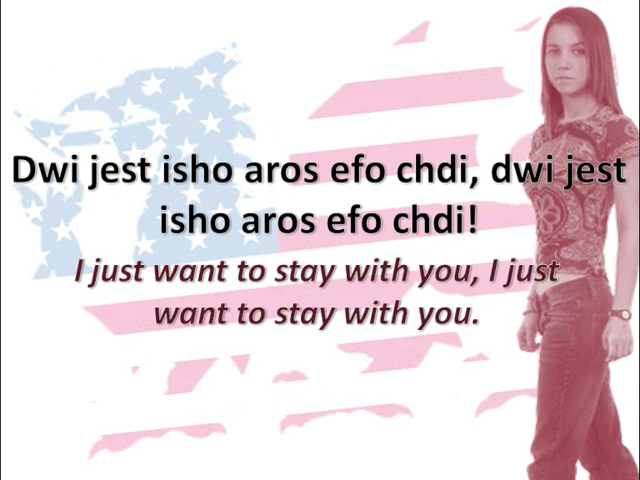 Dwi jest isho aros efo chdi, dwi jest
isho aros efo chdi!
I just want to stay with you, I just
want to stay with you.